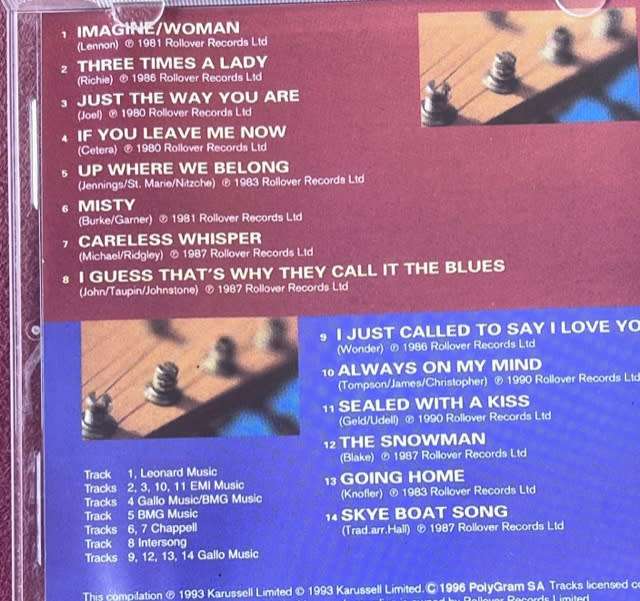 1 IMAGINE/WOMAN
(Lennon) ℗ 1981 Rollover Records Ltd
2 THREE TIMES A LADY
(Richie) ℗ 1986 Rollover Records Ltd
3 JUST THE WAY YOU ARE
(Joel) ℗ 1980 Rollover Records Ltd
4 IF YOU LEAVE ME NOW
(Cetera) ℗ 1980 Rollover Records Ltd
5 UP WHERE WE BELONG
(Jennings/St. Marie/Nitzche) ℗ 1983 Rollover Records Ltd
6 MISTY
(Burke/Garner) ℗ 1981 Rollover Records Ltd
7 CARELESS WHISPER
(Michael/Ridgley) ℗ 1987 Rollover Records Ltd
8 I GUESS THAT'S WHY THEY CALL IT THE BLUES
(John/Taupin/Johnstone) ℗ 1987 Rollover Records Ltd
9 I JUST CALLED TO SAY I LOVE YO
(Wonder) ℗ 1986 Rollover Records Ltd
10 ALWAYS ON MY MIND
(Tompson/James/Christopher) ℗ 1990 Rollover Records Ltd
11 SEALED WITH A KISS
(Geld/Udell) ℗ 1990 Rollover Records Ltd
12 THE SNOWMAN
(Blake) ℗ 1987 Rollover Records Ltd
13 GOING HOME
(Knofler) ℗ 1983 Rollover Records Ltd
14 SKYE BOAT SONG
(Trad.arr.Hall) ℗ 1987 Rollover Records Ltd
Track 1, Leonard Music
Tracks 2, 3, 10, 11 EMI Music
Tracks 4 Gallo Music/BMG Music
Track 5 BMG Music
Tracks 6, 7 Chappell
Track 8 Intersong
Tracks 9, 12, 13, 14 Gallo Music
This compilation ℗ 1993 Karussell Limited © 1993 Karussell Limited. © 1996 PolyGram SA Tracks licensed
Rollover Records Limited